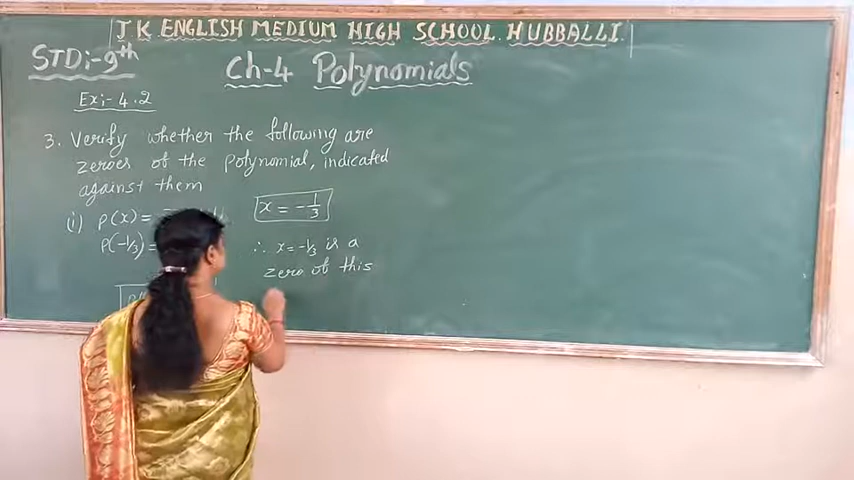 J K ENGLISH MEDIUM HIGH SCHOOL HUBBALLI
STD:-9th
Ch-4 Polynomials
Ex:- 4.2
3. Verify whether the following are
zeroes of the Polynomial, indicated
against them
(i) P(x)= x = -1/3
P(-1/3)=
∴ x = -1/3 is a
zero of this